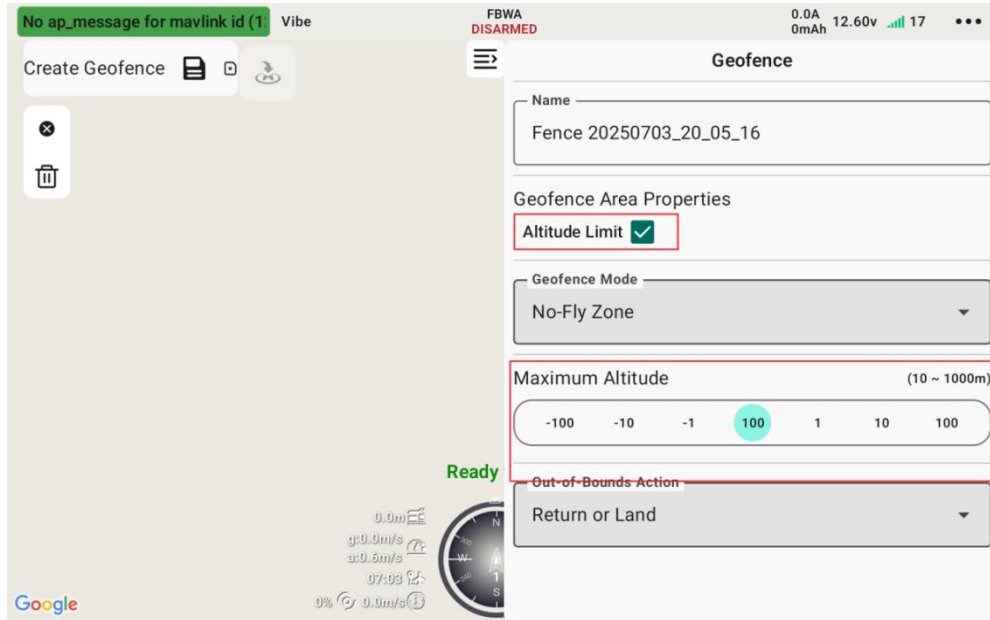 No ap_message for mavlink id (1:
Vibe
FBWA
DISARMED
0.0A
0mAh
12.60v
17
Create Geofence
Geofence
Name
Fence 20250703_20_05_16
Geofence Area Properties
Altitude Limit
Geofence Mode
No-Fly Zone
Maximum Altitude (10 ~ 1000m)
-100 -10 -1 100 1 10 100
Ready
Out-of-Bounds Action
Return or Land
0.0m
g:0.0m/s
a:0.6m/s
07:03
0% 0.0m/s
N
W
S
1
300
240
Google